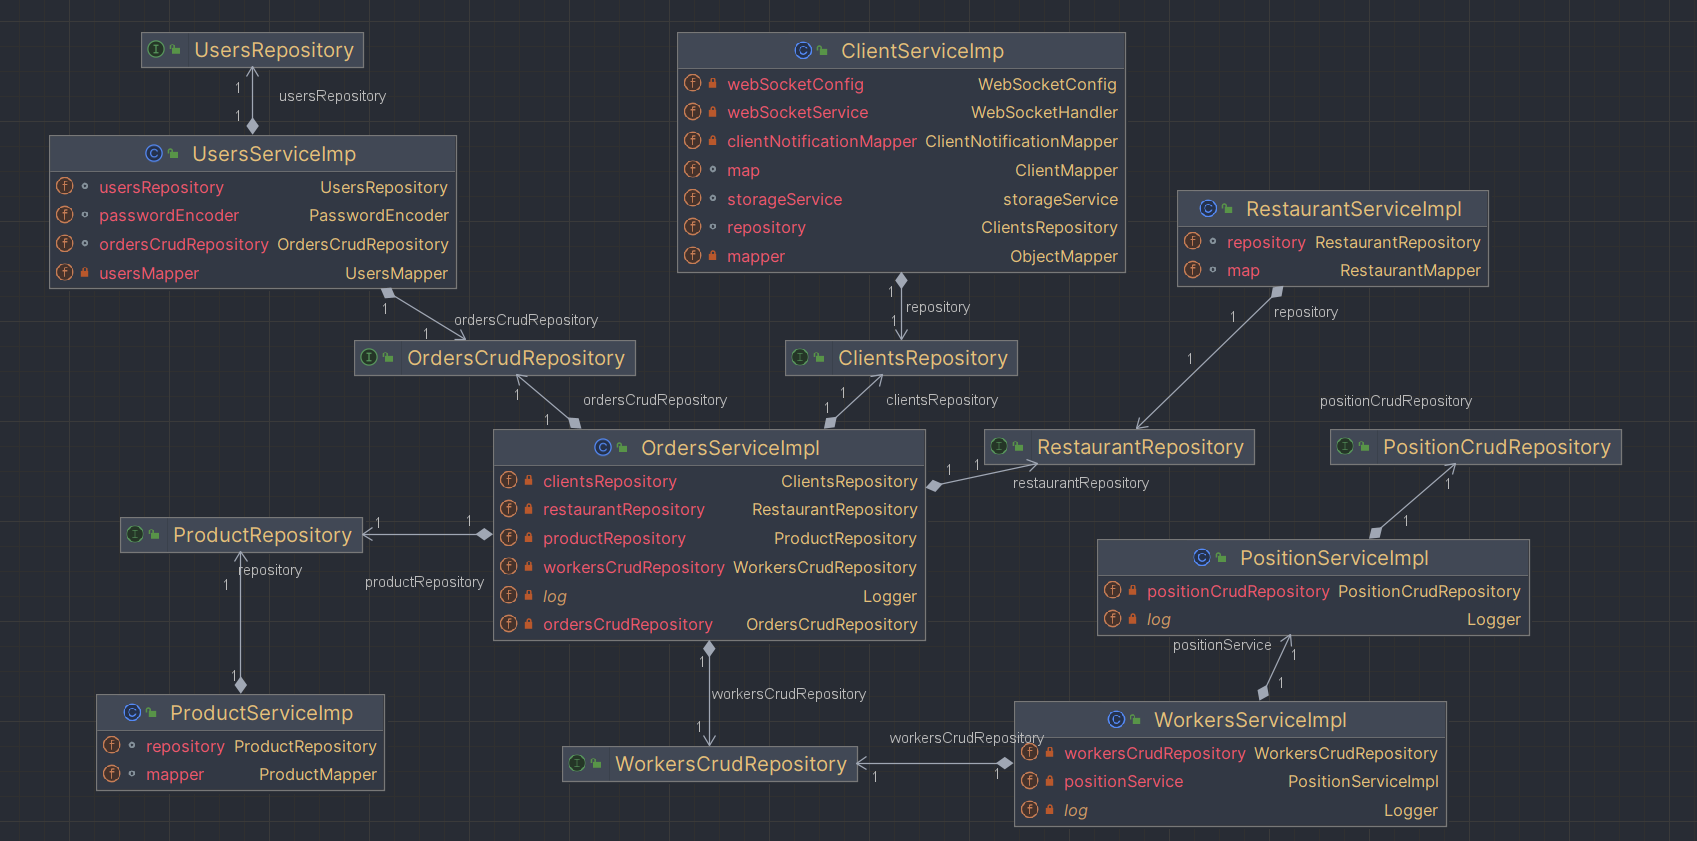 UsersRepository
1
usersRepository
1
UsersServiceImp
usersRepository UsersRepository
passwordEncoder PasswordEncoder
ordersCrudRepository OrdersCrudRepository
usersMapper UsersMapper
1
ordersCrudRepository
1
OrdersCrudRepository
ClientServiceImp
webSocketConfig WebSocketConfig
webSocketService WebSocketHandler
clientNotificationMapper ClientNotificationMapper
map ClientMapper
storageService storageService
repository ClientsRepository
mapper ObjectMapper
1
repository
1
ClientsRepository
RestaurantServiceImpl
repository RestaurantRepository
map RestaurantMapper
repository
1
1
RestaurantRepository
1
ordersCrudRepository
1
1
clientsRepository
1
OrdersServiceImpl
clientsRepository ClientsRepository
restaurantRepository RestaurantRepository
productRepository ProductRepository
workersCrudRepository WorkersCrudRepository
log Logger
ordersCrudRepository OrdersCrudRepository
1
1
restaurantRepository
positionCrudRepository
PositionCrudRepository
1
1
PositionServiceImpl
positionCrudRepository PositionCrudRepository
log Logger
positionService
1
1
ProductRepository
1
1
productRepository
repository
1
1
ProductServiceImp
repository ProductRepository
mapper ProductMapper
1
workersCrudRepository
1
WorkersCrudRepository
workersCrudRepository
1
1
WorkersServiceImpl
workersCrudRepository WorkersCrudRepository
positionService PositionServiceImpl
log Logger